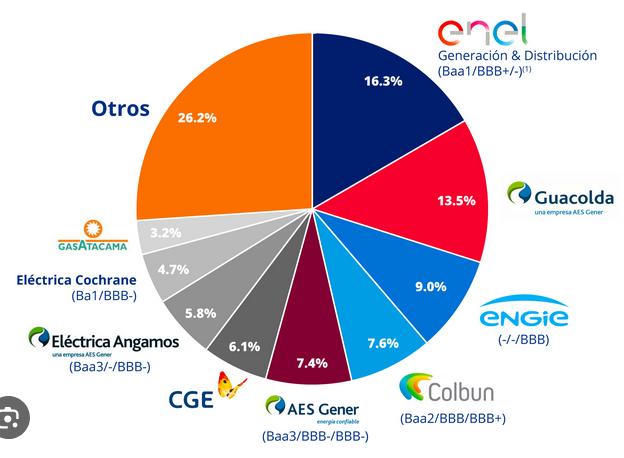 enel
Generación & Distribución
(Baa1/BBB+/-)(1)
16.3%
Guacolda
una empresa AES Gener
13.5%
9.0%
ENGIE
(-/-/BBB)
7.6%
Colbun
(Baa2/BBB/BBB+)
7.4%
AES Gener
energía confiable
(Baa3/BBB-/BBB-)
6.1%
CGE
5.8%
Eléctrica Angamos
una empresa AES Gener
(Baa3/-/BBB-)
4.7%
Eléctrica Cochrane
(Ba1/BBB-)
3.2%
GASATACAMA
Otros
26.2%